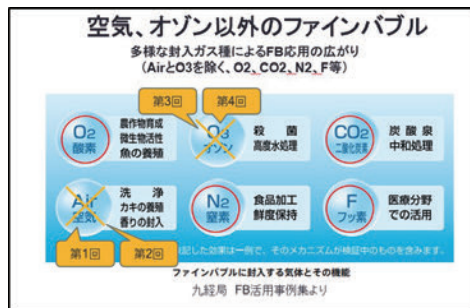 空気、オゾン以外のファインバブル
多様な封入ガス種によるFB応用の広がり
(AirとO3を除く、O2、CO2、N2、F等)
第3回
第4回
O2
酸素
農作物育成
微生物活性
魚の養殖
O3
オゾン
殺菌
高度水処理
CO2
二酸化炭素
炭酸泉
中和処理
Air
空気
洗浄
カキの養殖
香りの封入
N2
窒素
食品加工
鮮度保持
F
フッ素
医療分野
での活用
第1回
第2回
記した効果は一例で、そのメカニズムが検証中のものを含みます。
ファインバブルに封入する気体とその機能
九経局 FB活用事例集より